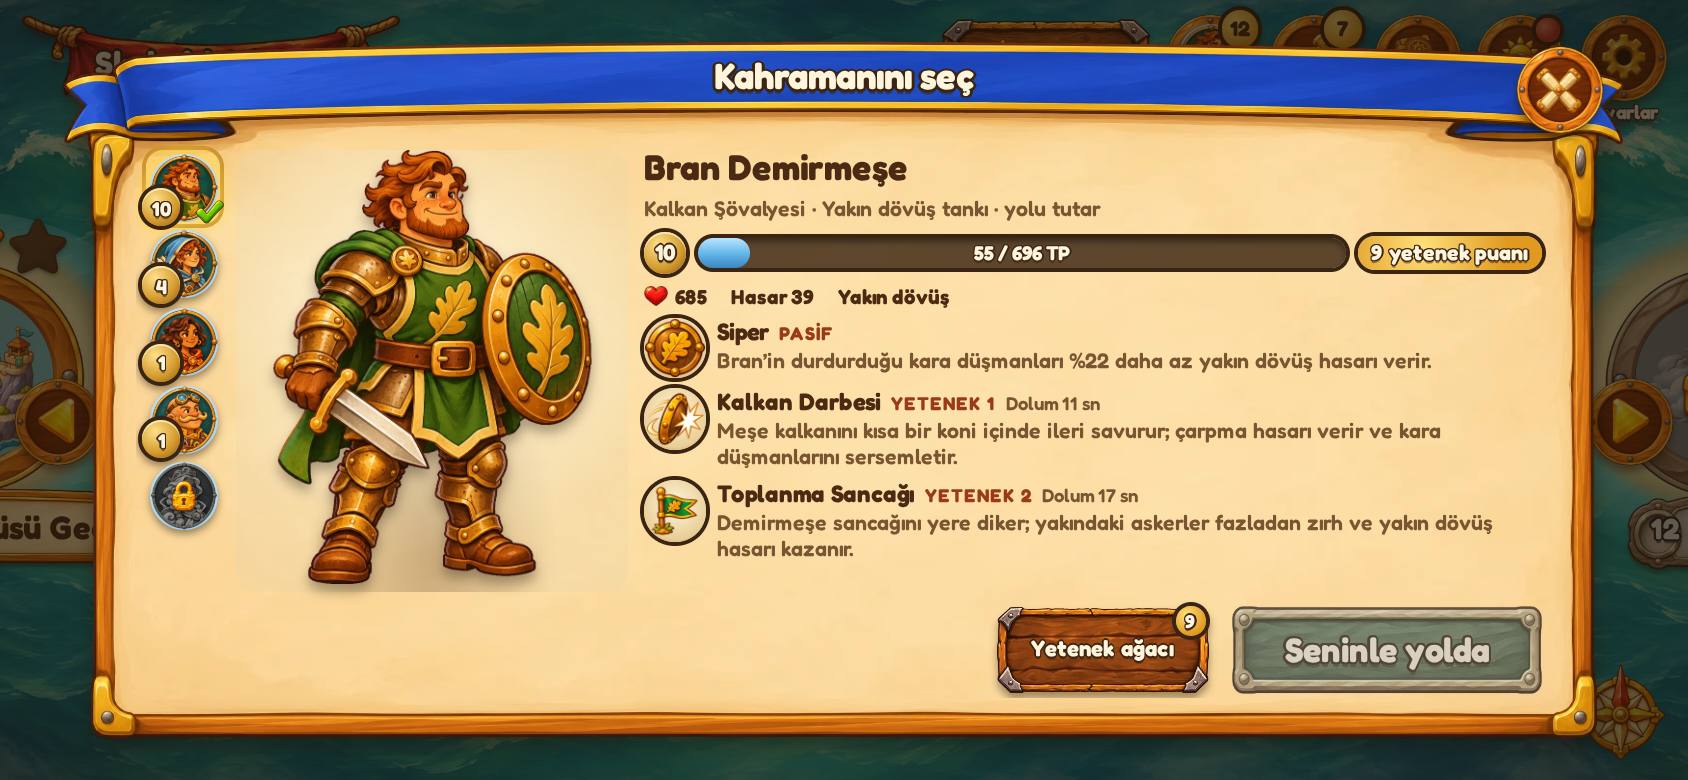 12
7
Kahramanını seç
varlar
10
4
1
1
Bran Demirmeşe
Kalkan Şövalyesi · Yakın dövüş tankı · yolu tutar
10
55 / 696 TP
9 yetenek puanı
685 Hasar 39 Yakın dövüş
Siper PASİF
Bran'in durdurduğu kara düşmanları %22 daha az yakın dövüş hasarı verir.
Kalkan Darbesi YETENEK 1 Dolum 11 sn
Meşe kalkanını kısa bir koni içinde ileri savurur; çarpma hasarı verir ve kara
düşmanlarını sersemletir.
Toplanma Sancağı YETENEK 2 Dolum 17 sn
Demirmeşe sancağını yere diker; yakındaki askerler fazladan zırh ve yakın dövüş
hasarı kazanır.
üsü Ge
12
Yetenek ağacı
9
Seninle yolda